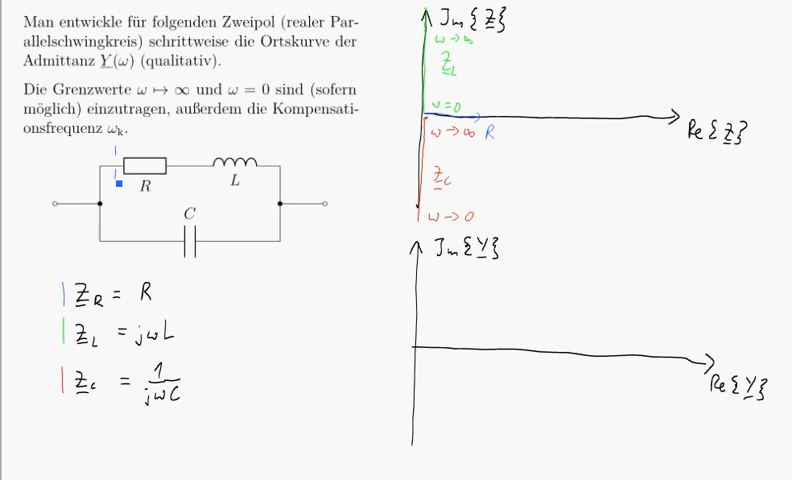 Man entwickle für folgenden Zweipol (realer Par-
allelschwingkreis) schrittweise die Ortskurve der
Admittanz Y(ω) (qualitativ).
Die Grenzwerte ω ↦ ∞ und ω = 0 sind (sofern
möglich) einzutragen, außerdem die Kompensati-
onsfrequenz ωk.
R
L
C
Z_R = R
Z_L = jωL
Z_C = 1/(jωC)
Im{Z}
ω→∞
Z_L
ω=0
ω→∞ R
Re{Z}
Z_C
ω→0
Im{Y}
Re{Y}